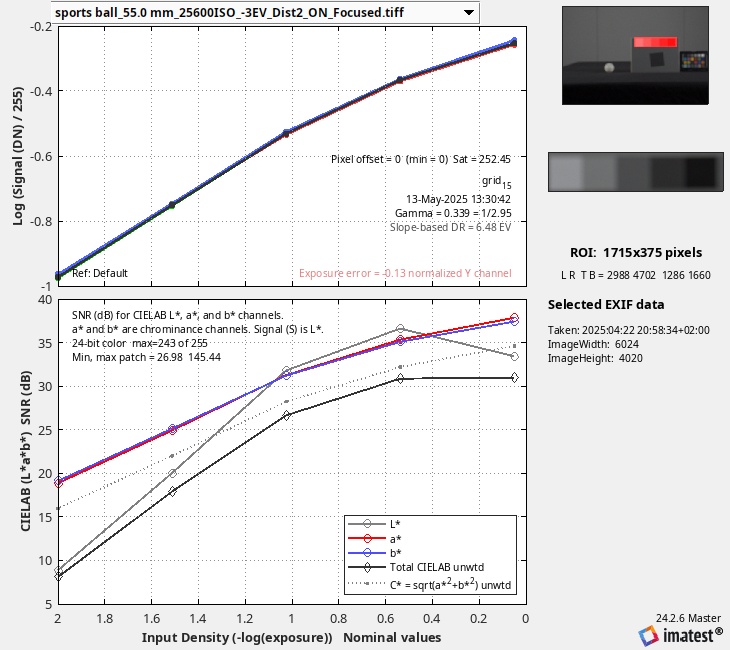 sports ball_55.0 mm_25600ISO_-3EV_Dist2_ON_Focused.tiff
-0.2
-0.4
-0.6
-0.8
-1
Log (Signal (DN) / 255)
Pixel offset = 0 (min = 0) Sat = 252.45
grid15
13-May-2025 13:30:42
Gamma = 0.339 = 1/2.95
Slope-based DR = 6.48 EV
Ref: Default
Exposure error = -0.13 normalized Y channel
ROI: 1715x375 pixels
L R T B = 2988 4702 1286 1660
Selected EXIF data
Taken: 2025:04:22 20:58:34+02:00
ImageWidth: 6024
ImageHeight: 4020
40
35
30
25
20
15
10
5
CIELAB (L*a*b*) SNR (dB)
SNR (dB) for CIELAB L*, a*, and b* channels.
a* and b* are chrominance channels. Signal (S) is L*.
24-bit color max=243 of 255
Min, max patch = 26.98 145.44
L*
a*
b*
Total CIELAB unwtd
C* = sqrt(a*²+b*²) unwtd
2 1.8 1.6 1.4 1.2 1 0.8 0.6 0.4 0.2 0
Input Density (-log(exposure)) Nominal values
24.2.6 Master
imatest®